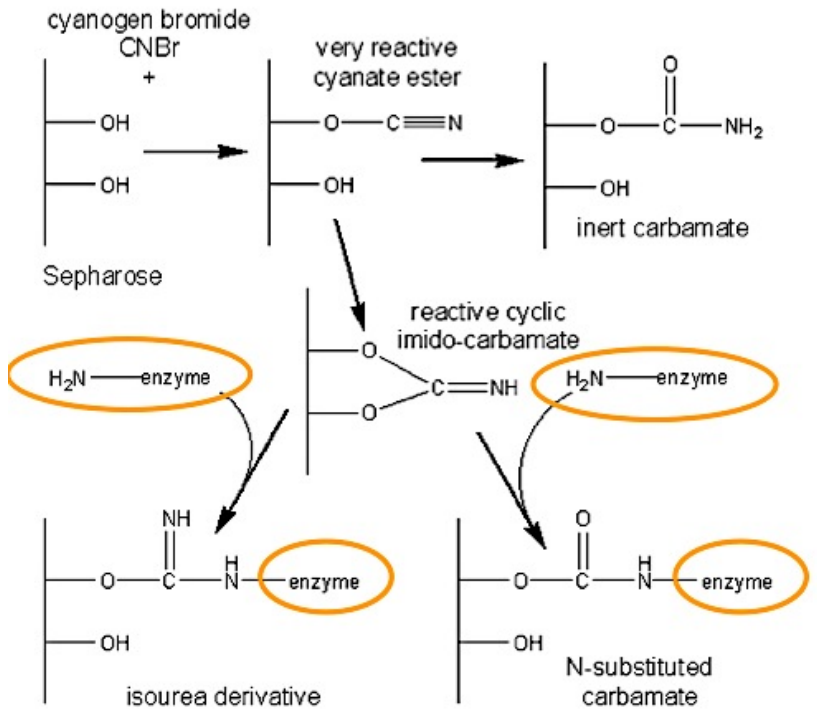 cyanogen bromide
CNBr
+
very reactive
cyanate ester
OH
OH
O C N
OH
O
O C NH2
OH
inert carbamate
Sepharose
reactive cyclic
imido-carbamate
O
C NH
O
H2N enzyme
H2N enzyme
NH
O C
H
N enzyme
OH
isourea derivative
O
O C
H
N enzyme
OH
N-substituted
carbamate